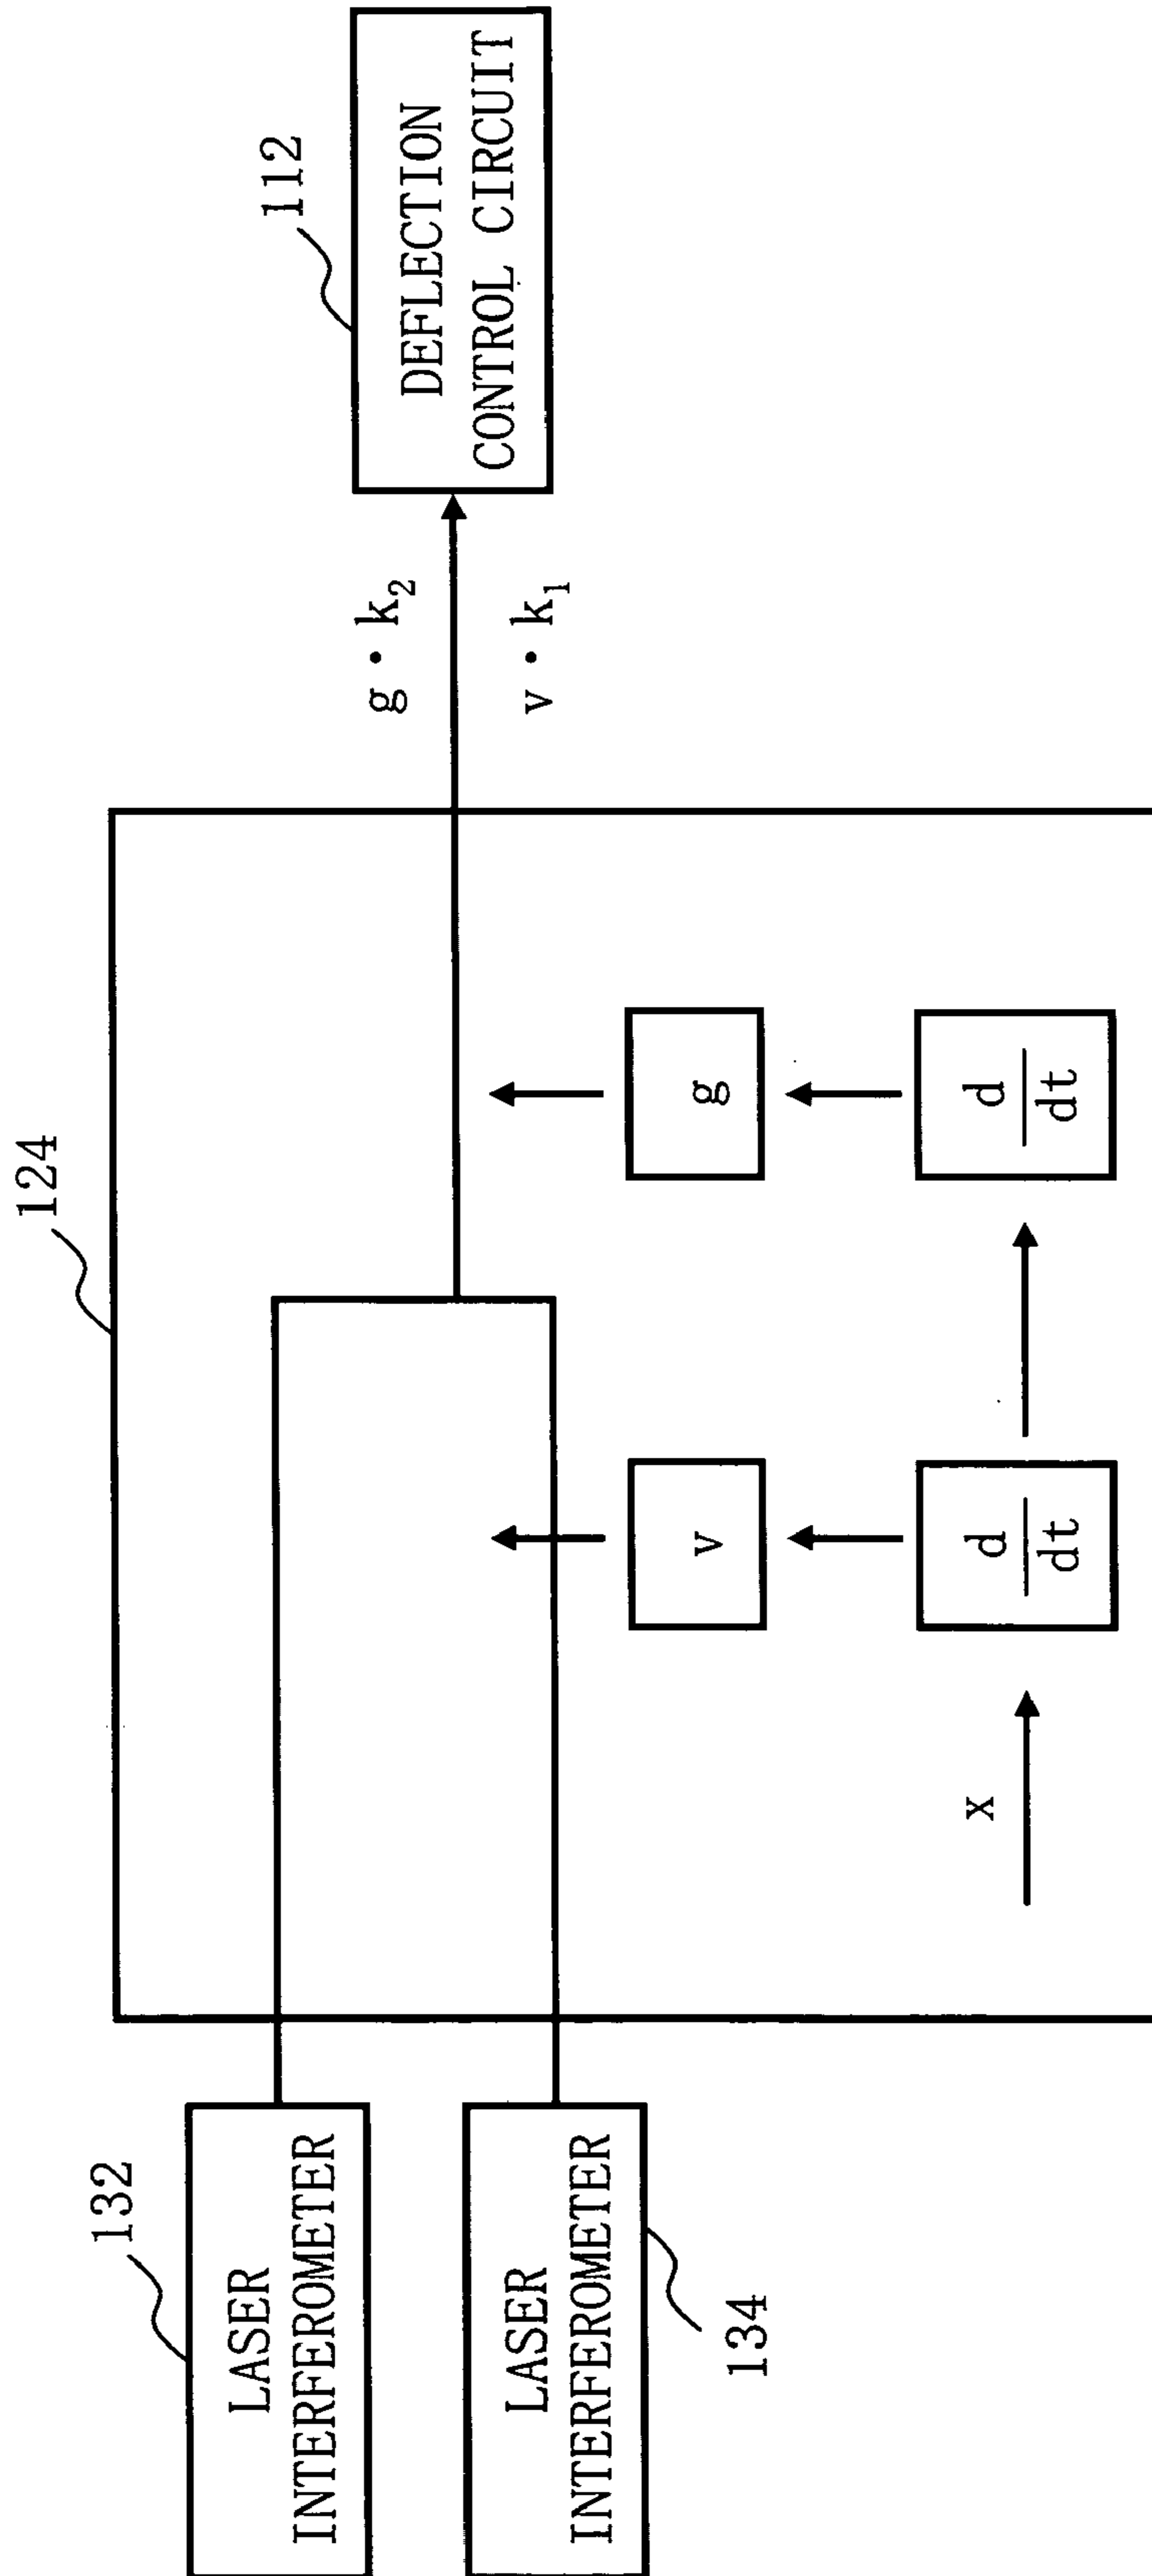 132
LASER
INTERFEROMETER
LASER
INTERFEROMETER
134
124
x
d
dt
v
d
dt
g
g · k₂
v · k₁
112
DEFLECTION
CONTROL CIRCUIT